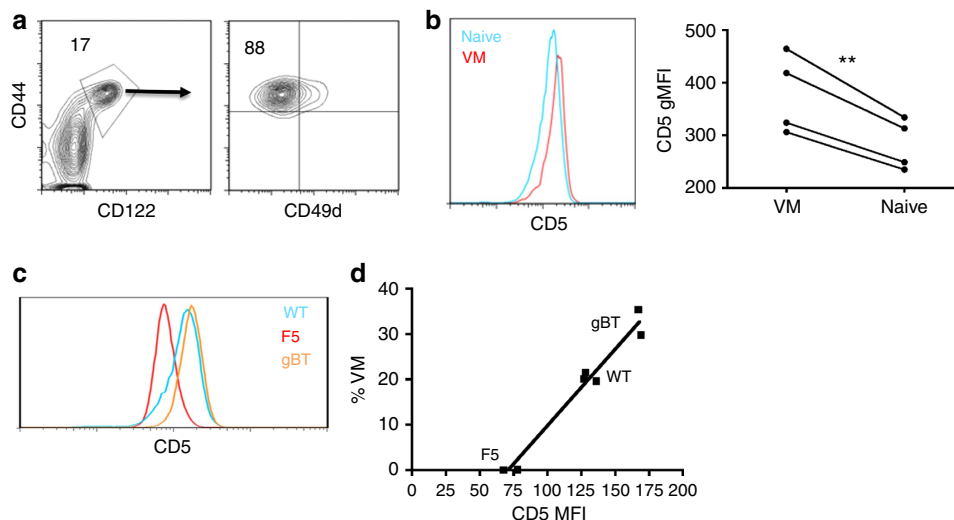 a
17
88
CD44
CD122
CD49d
b
Naive
VM
CD5
500
400
300
200
CD5 gMFI
**
VM
Naive
c
WT
F5
gBT
CD5
d
40
30
20
10
0
% VM
gBT
WT
F5
0 25 50 75 100 125 150 175 200
CD5 MFI